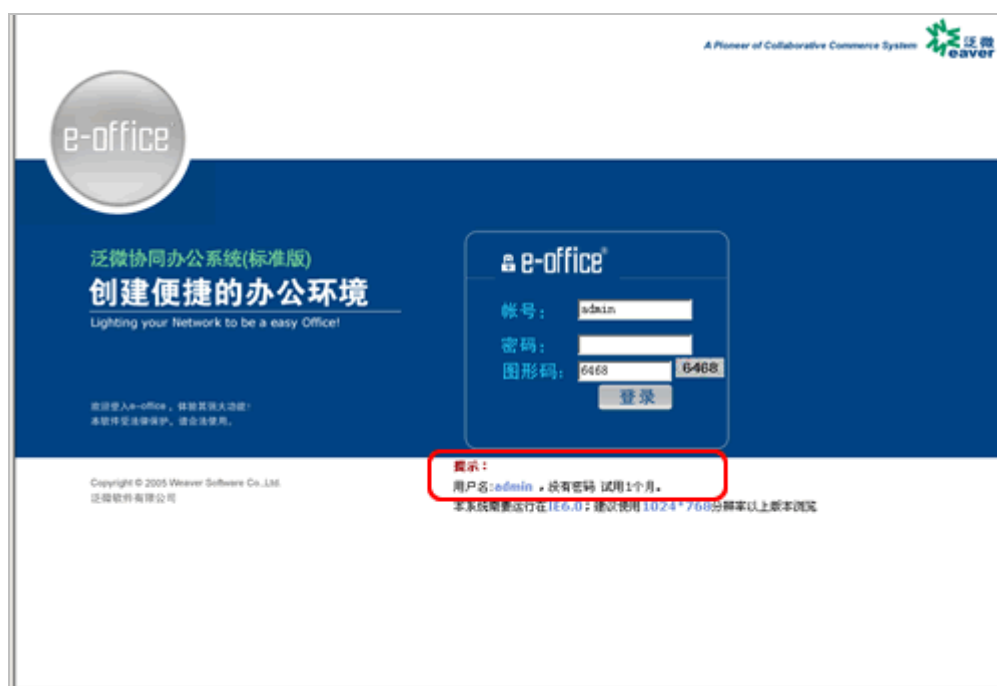 A Pioneer of Collaborative Commerce System
泛微
eaver
e-office
泛微协同办公系统(标准版)
创建便捷的办公环境
Lighting your Network to be a easy Office!
欢迎登入e-office，体验其强大功能!
本软件受法律保护，请合法使用。
e-office®
帐号： admin
密码：
图形码： 6468 6468
登录
提示：
用户名:admin ，没有密码 试用1个月。
本系统需要运行在IE6.0；建议使用1024*768分辩率以上版本浏览
Copyright © 2005 Weaver Software Co.,Ltd.
泛微软件有限公司